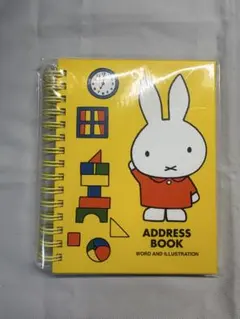 ADDRESS
BOOK
WORD AND ILLUSTRATION